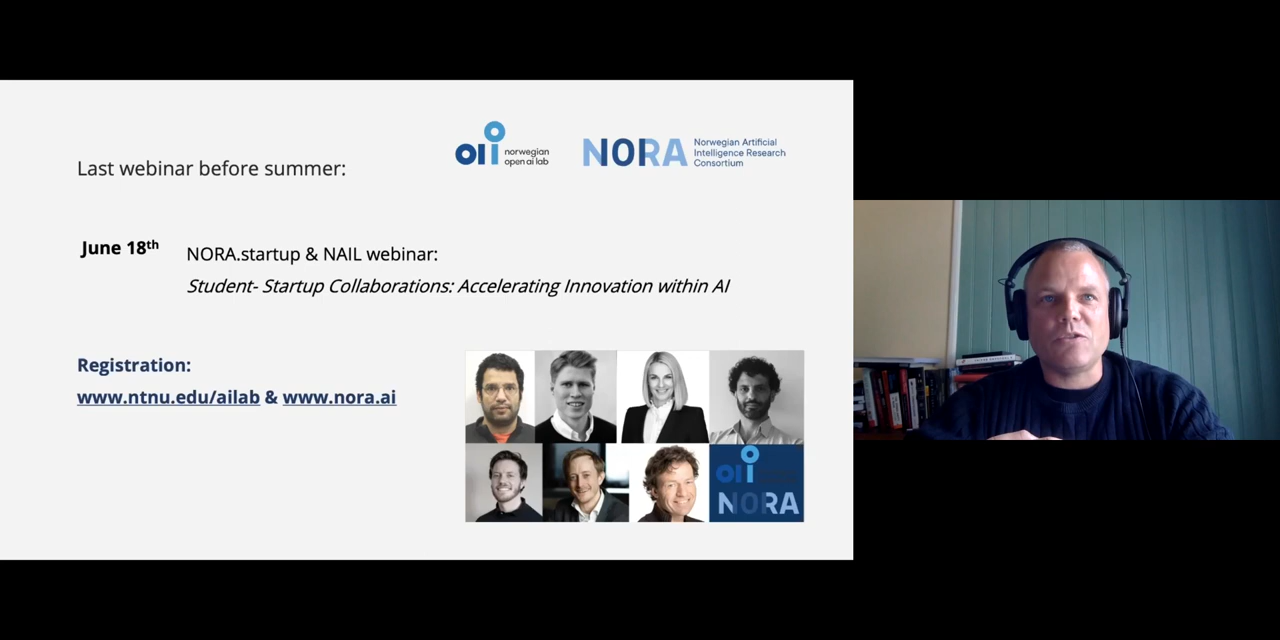 norwegian
open ai lab
NORA
Norwegian Artificial
Intelligence Research
Consortium
Last webinar before summer:
June 18th
NORA.startup & NAIL webinar:
Student- Startup Collaborations: Accelerating Innovation within AI
Registration:
www.ntnu.edu/ailab & www.nora.ai
NORA